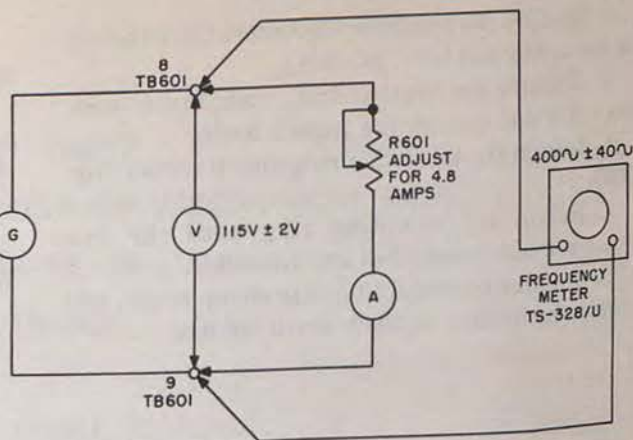 8
TB601
R601
ADJUST
FOR 4.8
AMPS
400∿ ± 40∿
G
V
115V ± 2V
A
FREQUENCY
METER
TS-328/U
9
TB601